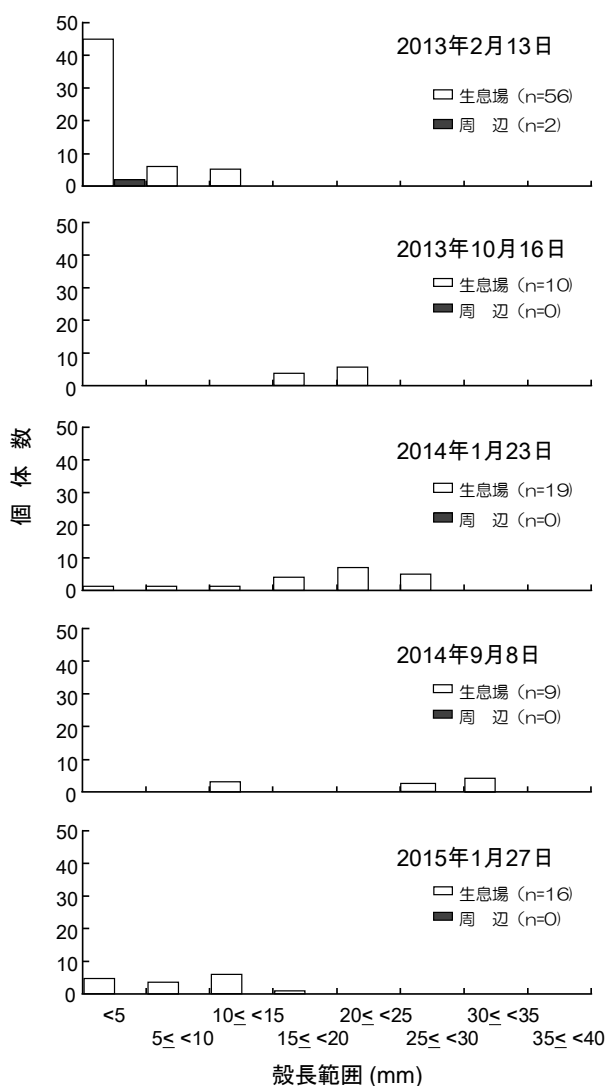 50
40
30
20
10
0
2013年2月13日
生息場（n=56）
周　辺（n=2）
50
40
30
20
10
0
2013年10月16日
生息場（n=10）
周　辺（n=0）
50
40
30
20
10
0
2014年1月23日
生息場（n=19）
周　辺（n=0）
50
40
30
20
10
0
2014年9月8日
生息場（n=9）
周　辺（n=0）
50
40
30
20
10
0
2015年1月27日
生息場（n=16）
周　辺（n=0）
個 体 数
<5 10≤ <15 20≤ <25 30≤ <35
5≤ <10 15≤ <20 25≤ <30 35≤ <40
殻長範囲 (mm)